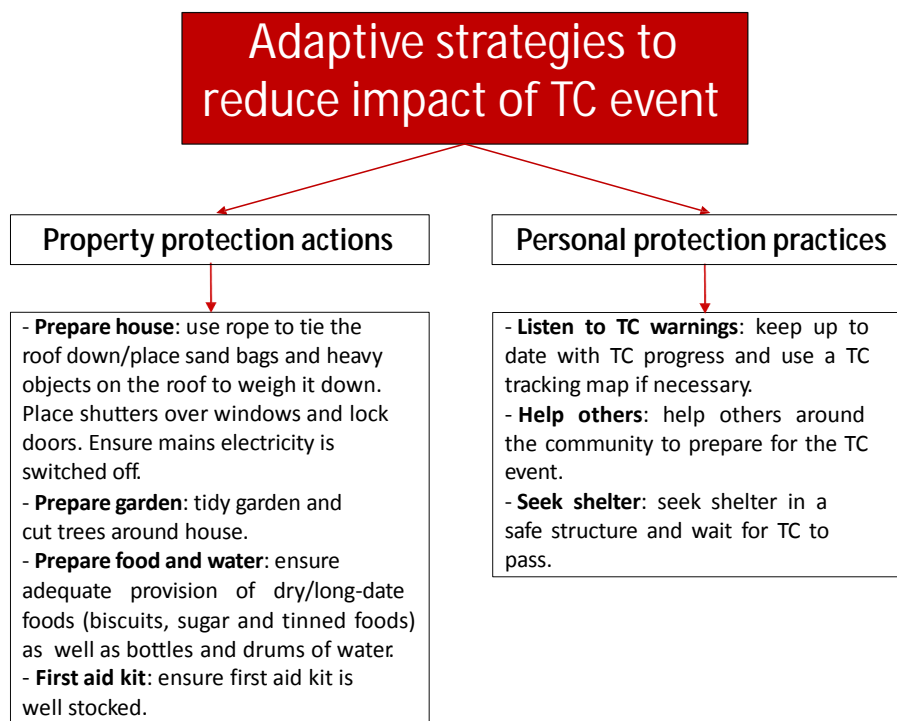 Adaptive strategies to
reduce impact of TC event
Property protection actions
- Prepare house: use rope to tie the
roof down/place sand bags and heavy
objects on the roof to weigh it down.
Place shutters over windows and lock
doors. Ensure mains electricity is
switched off.
- Prepare garden: tidy garden and
cut trees around house.
- Prepare food and water: ensure
adequate provision of dry/long-date
foods (biscuits, sugar and tinned foods)
as well as bottles and drums of water.
- First aid kit: ensure first aid kit is
well stocked.
Personal protection practices
- Listen to TC warnings: keep up to
date with TC progress and use a TC
tracking map if necessary.
- Help others: help others around
the community to prepare for the TC
event.
- Seek shelter: seek shelter in a
safe structure and wait for TC to
pass.